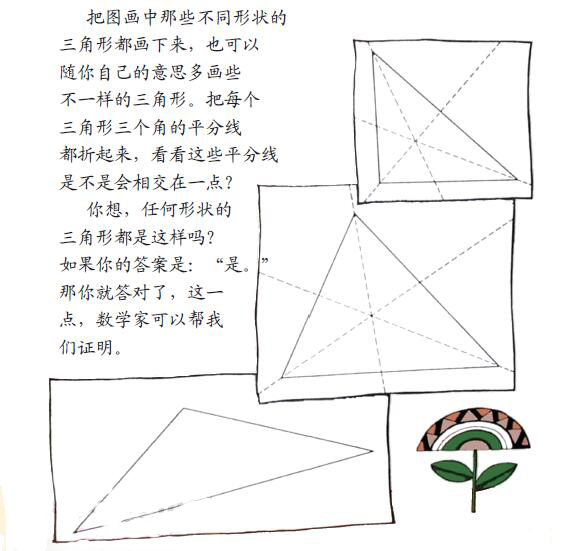 把图画中那些不同形状的
三角形都画下来，也可以
随你自己的意思多画些
不一样的三角形。把每个
三角形三个角的平分线
都折起来，看看这些平分线
是不是会相交在一点？
你想，任何形状的
三角形都是这样吗？
如果你的答案是：“是。”
那你就答对了，这一
点，数学家可以帮我
们证明。